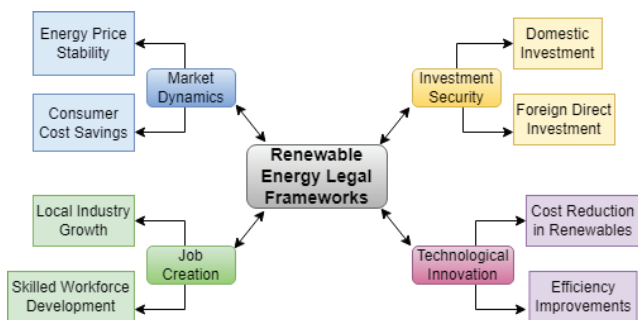 Energy Price
Stability
Market
Dynamics
Consumer
Cost Savings
Domestic
Investment
Investment
Security
Foreign Direct
Investment
Renewable
Energy Legal
Frameworks
Local Industry
Growth
Job
Creation
Skilled Workforce
Development
Cost Reduction
in Renewables
Technological
Innovation
Efficiency
Improvements